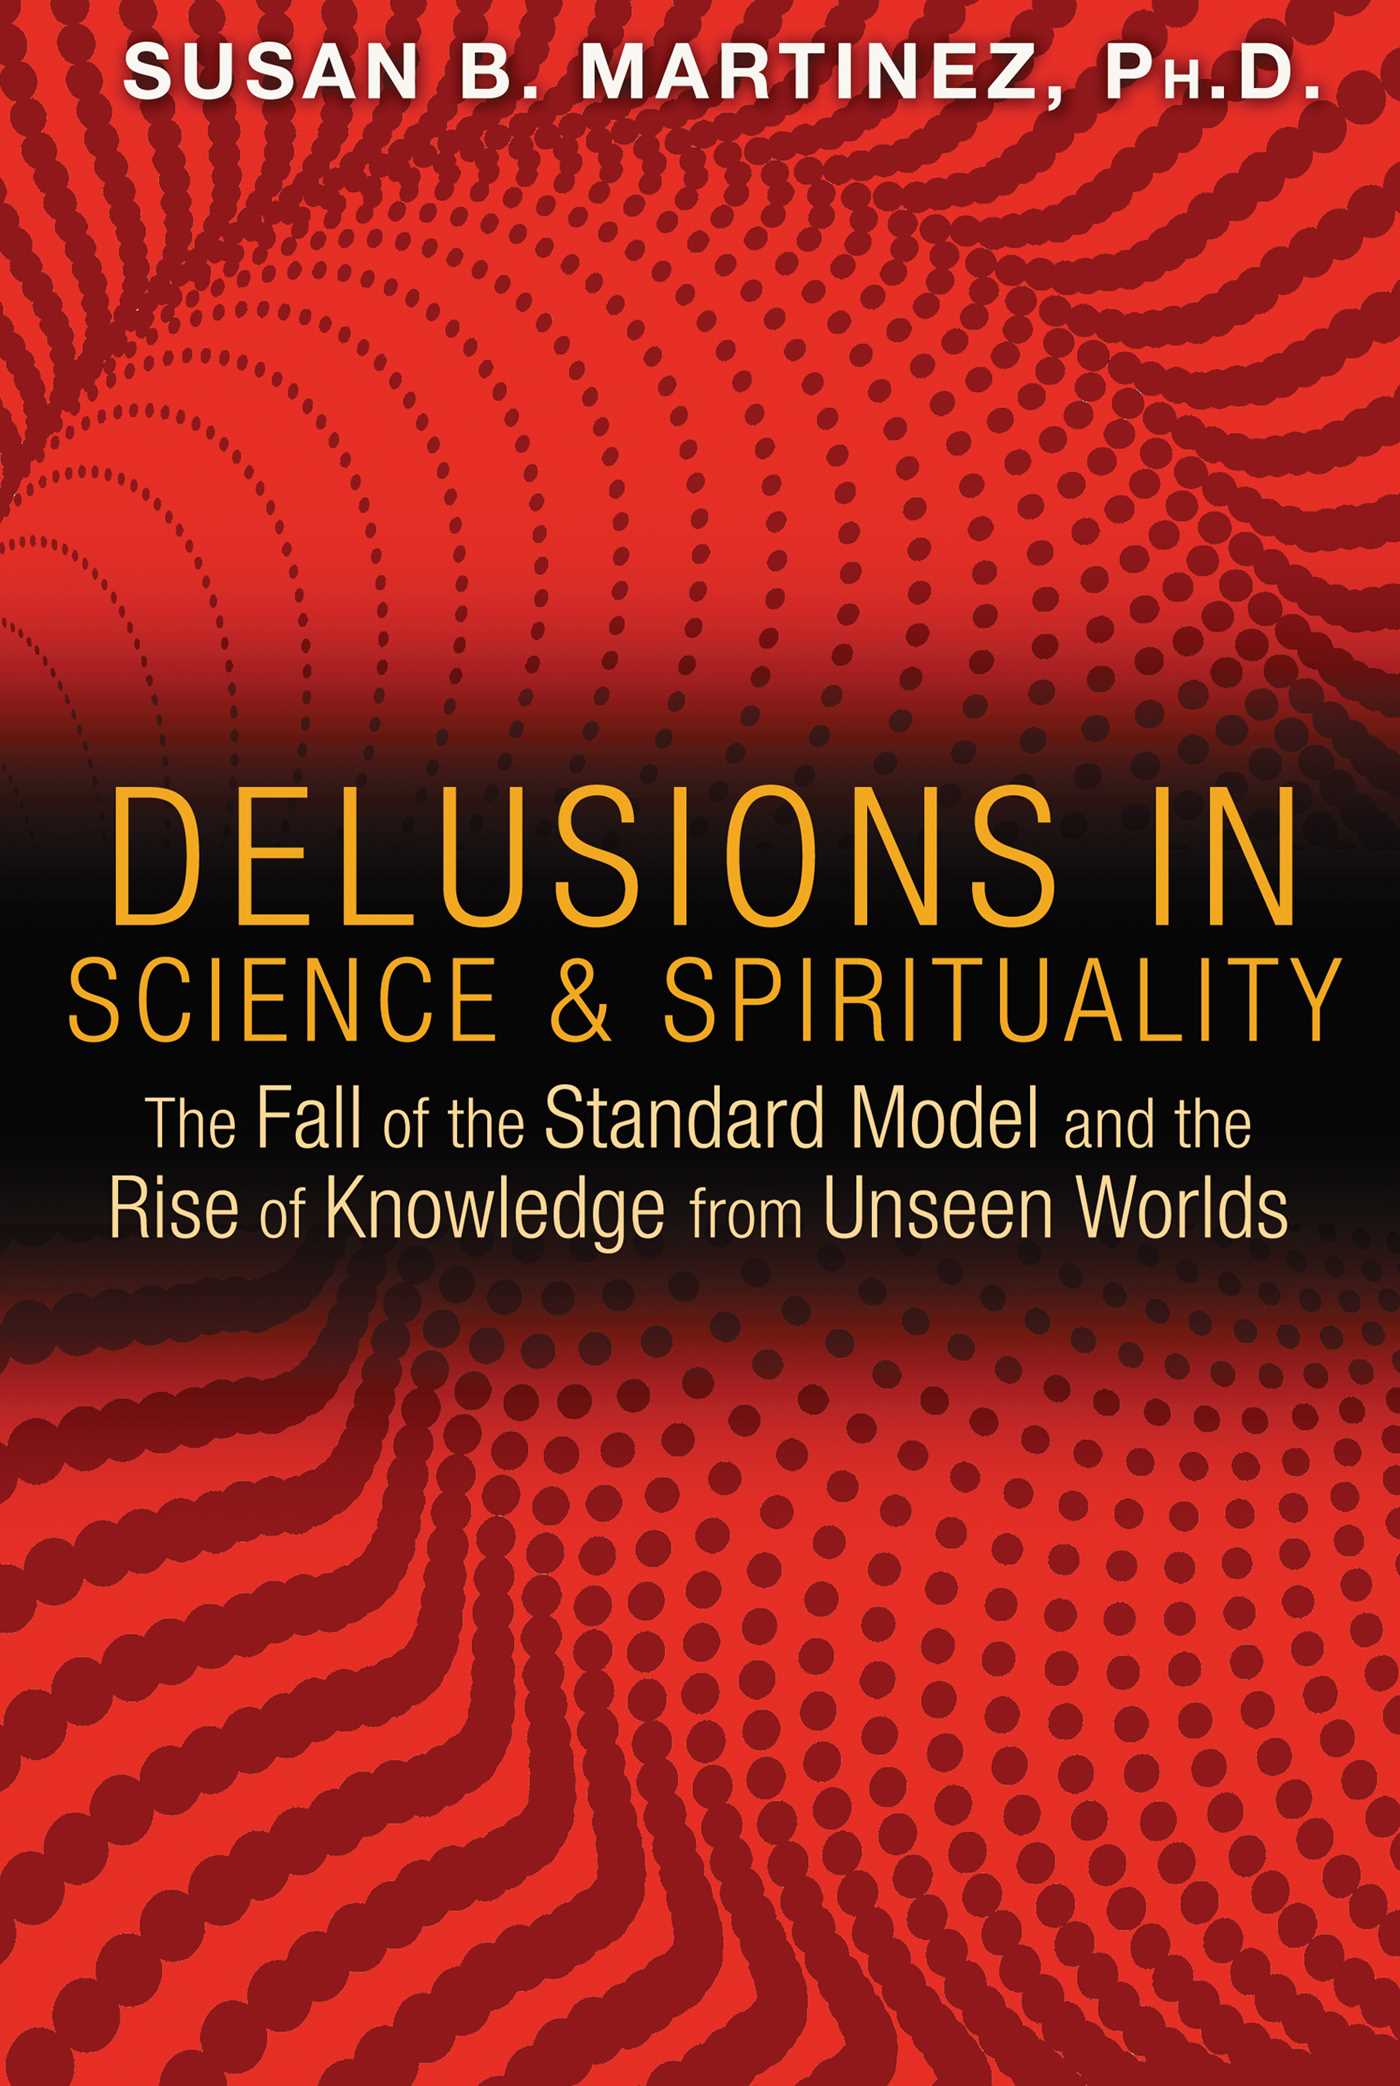 SUSAN B. MARTINEZ, PH.D.
DELUSIONS IN
SCIENCE & SPIRITUALITY
The Fall of the Standard Model and the
Rise of Knowledge from Unseen Worlds